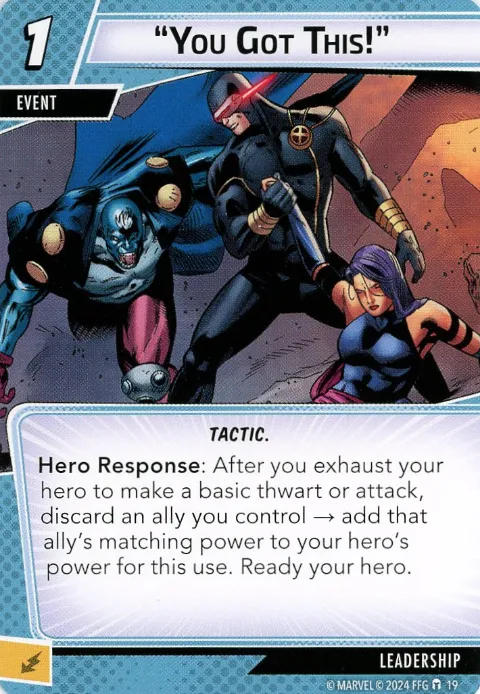 1
“YOU GOT THIS!”
EVENT
TACTIC.
Hero Response: After you exhaust your
hero to make a basic thwart or attack,
discard an ally you control → add that
ally’s matching power to your hero’s
power for this use. Ready your hero.
LEADERSHIP
© MARVEL © 2024 FFG 19